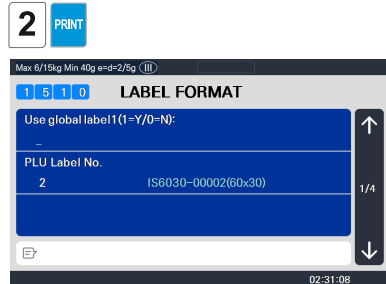 2 PRINT
Max 6/15kg Min 40g e=d=2/5g (III)
1 5 1 0 LABEL FORMAT
Use global label1(1=Y/0=N):
_
PLU Label No.
2 IS6030-00002(60x30)
1/4
02:31:08